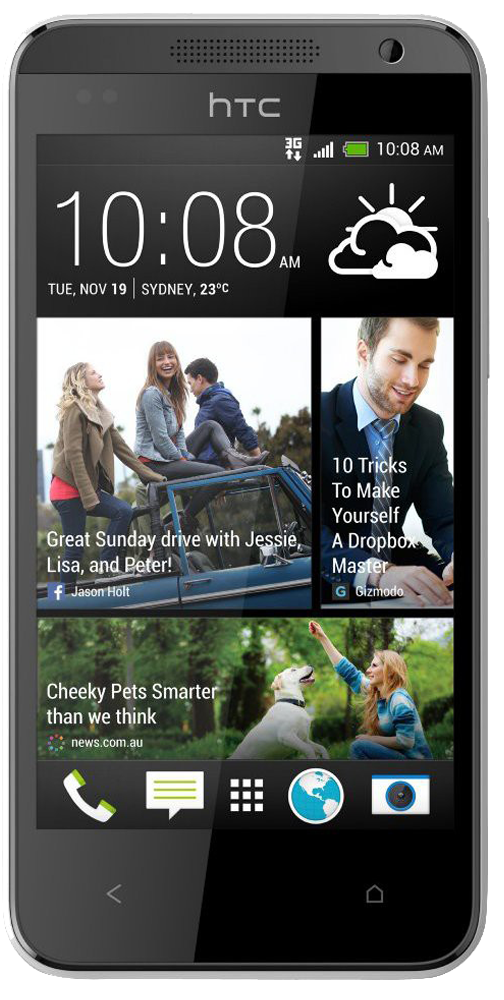 hTC
3G
10:08 AM
10:08 AM
TUE, NOV 19 | SYDNEY, 23°C
Great Sunday drive with Jessie,
Lisa, and Peter!
f Jason Holt
10 Tricks
To Make
Yourself
A Dropbox
Master
G Gizmodo
Cheeky Pets Smarter
than we think
news.com.au